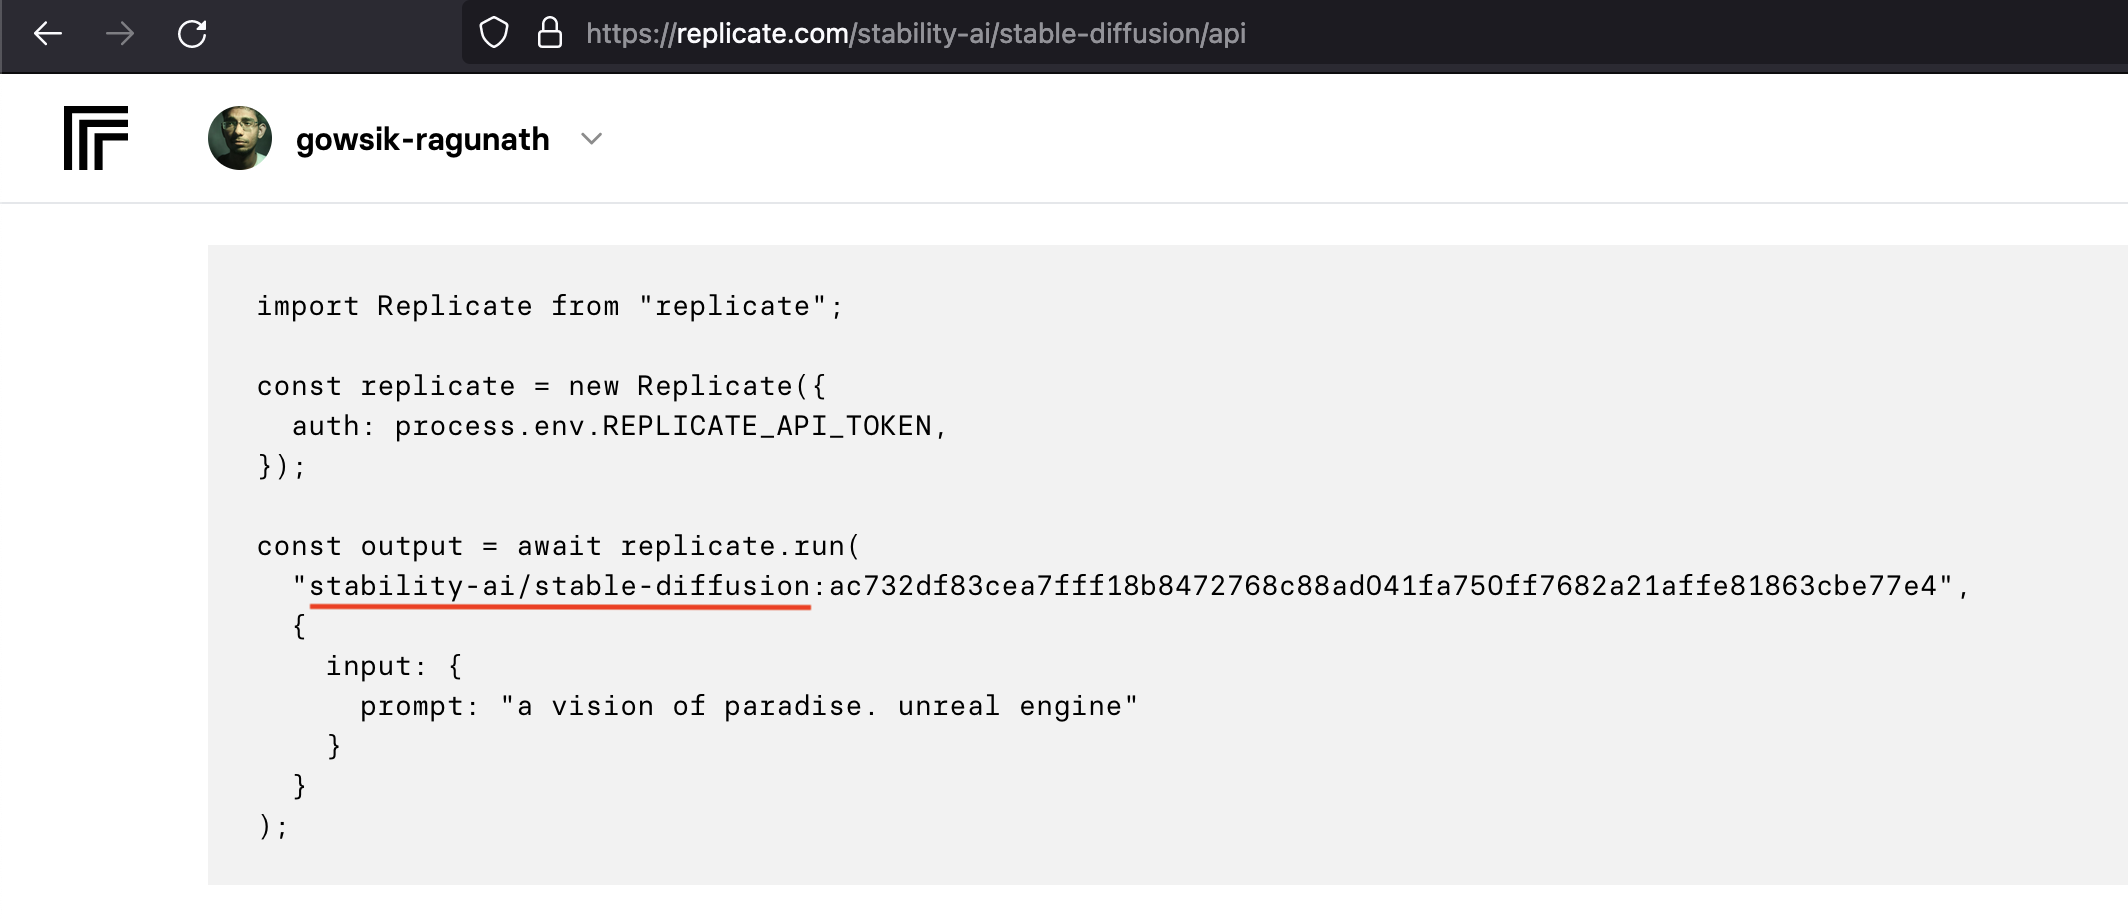 https://replicate.com/stability-ai/stable-diffusion/api
gowsik-ragunath
import Replicate from "replicate";
const replicate = new Replicate({
auth: process.env.REPLICATE_API_TOKEN,
});
const output = await replicate.run(
"stability-ai/stable-diffusion:ac732df83cea7fff18b8472768c88ad041fa750ff7682a21affe81863cbe77e4",
{
input: {
prompt: "a vision of paradise. unreal engine"
}
}
);